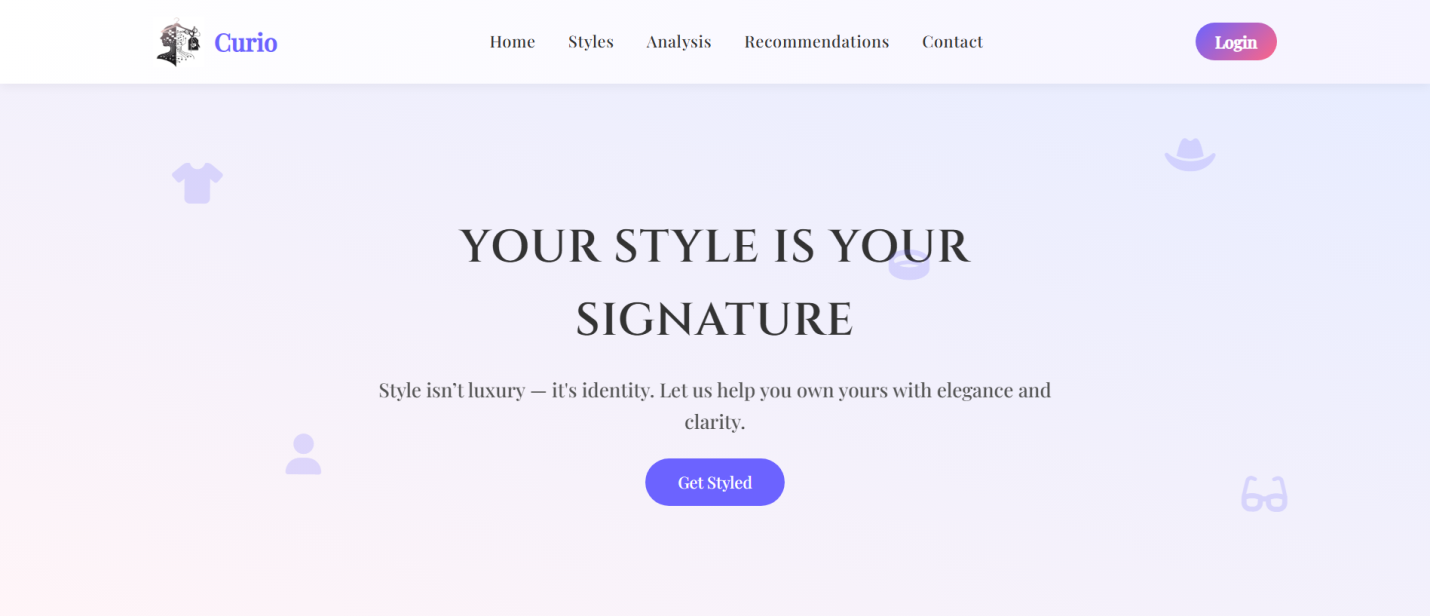 Curio
Home Styles Analysis Recommendations Contact
Login
YOUR STYLE IS YOUR
SIGNATURE
Style isn’t luxury — it's identity. Let us help you own yours with elegance and
clarity.
Get Styled